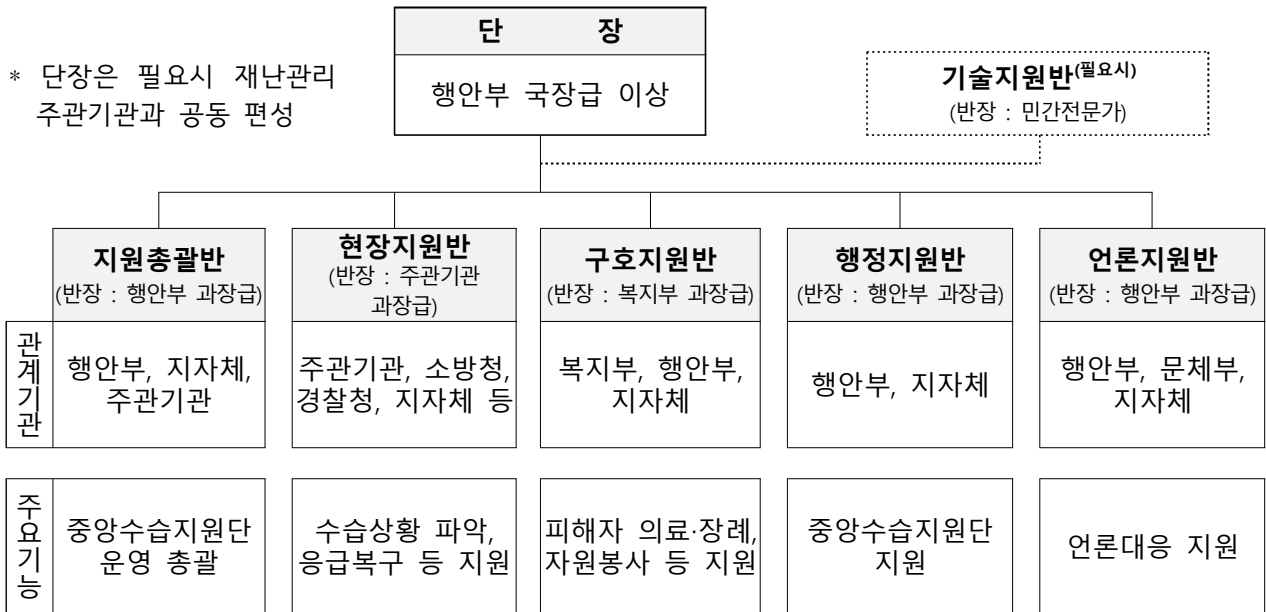 단 장
행안부 국장급 이상
* 단장은 필요시 재난관리
주관기관과 공동 편성
기술지원반(필요시)
(반장 : 민간전문가)
지원총괄반
(반장 : 행안부 과장급)
현장지원반
(반장 : 주관기관
과장급)
구호지원반
(반장 : 복지부 과장급)
행정지원반
(반장 : 행안부 과장급)
언론지원반
(반장 : 행안부 과장급)
관계기관
행안부, 지자체,
주관기관
주관기관, 소방청,
경찰청, 지자체 등
복지부, 행안부,
지자체
행안부, 지자체
행안부, 문체부,
지자체
주요기능
중앙수습지원단
운영 총괄
수습상황 파악,
응급복구 등 지원
피해자 의료·장례,
자원봉사 등 지원
중앙수습지원단
지원
언론대응 지원